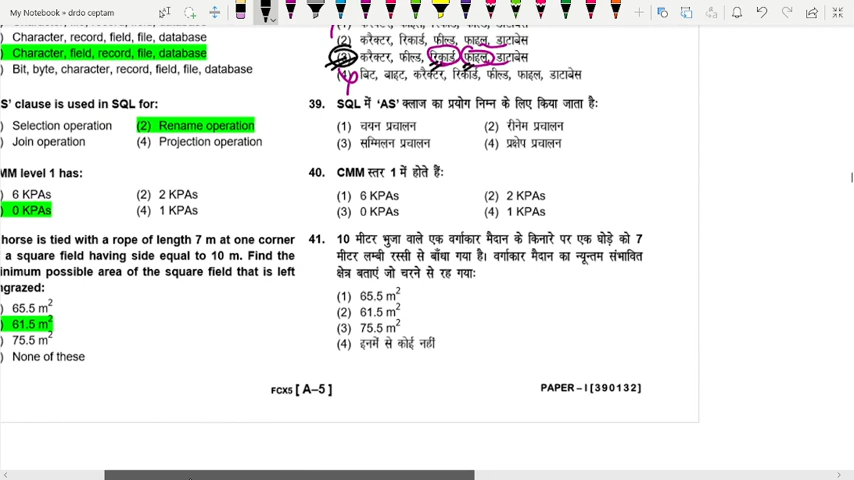 My Notebook » drdo ceptam
) Character, record, field, file, database
) Character, field, record, file, database
) Bit, byte, character, record, field, file, database
S' clause is used in SQL for:
) Selection operation (2) Rename operation
) Join operation (4) Projection operation
MM level 1 has:
) 6 KPAs (2) 2 KPAs
) 0 KPAs (4) 1 KPAs
horse is tied with a rope of length 7 m at one corner
a square field having side equal to 10 m. Find the
inimum possible area of the square field that is left
ngrazed:
) 65.5 m²
) 61.5 m²
) 75.5 m²
) None of these
(2) करैक्टर, रिकार्ड, फील्ड, फाइल, डाटाबेस
(3) करैक्टर, फील्ड, रिकार्ड, फाइल, डाटाबेस
(4) बिट, बाइट, करैक्टर, रिकार्ड, फील्ड, फाइल, डाटाबेस
39. SQL में 'AS' क्लाज का प्रयोग निम्न के लिए किया जाता है:
(1) चयन प्रचालन (2) रीनेम प्रचालन
(3) सम्मिलन प्रचालन (4) प्रक्षेप प्रचालन
40. CMM स्तर 1 में होते हैं:
(1) 6 KPAs (2) 2 KPAs
(3) 0 KPAs (4) 1 KPAs
41. 10 मीटर भुजा वाले एक वर्गाकार मैदान के किनारे पर एक घोड़े को 7
मीटर लम्बी रस्सी से बाँधा गया है। वर्गाकार मैदान का न्यूनतम संभावित
क्षेत्र बताएं जो चरने से रह गया:
(1) 65.5 m²
(2) 61.5 m²
(3) 75.5 m²
(4) इनमें से कोई नहीं
FCX5 [ A–5 ] PAPER – I [390132]